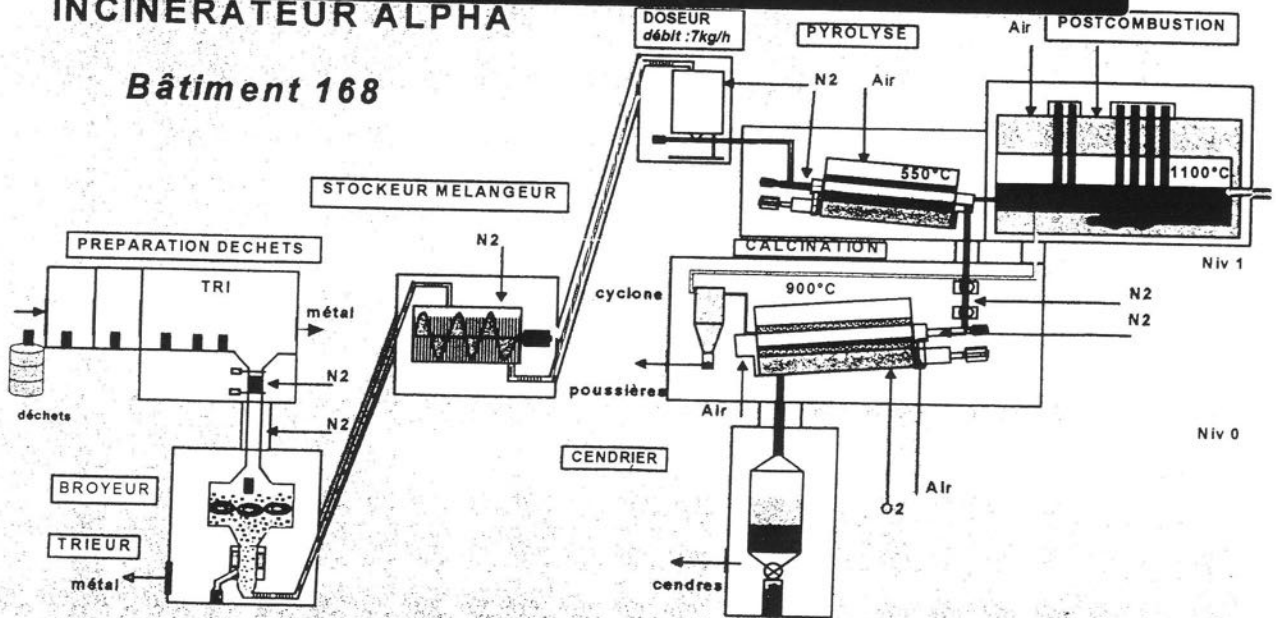 INCINERATEUR ALPHA
Bâtiment 168
DOSEUR
débit :7kg/h
PYROLYSE
Air
POSTCOMBUSTION
N2
Air
550°C
1100°C
STOCKEUR MELANGEUR
N2
PREPARATION DECHETS
TRI
métal
CALCINATION
Niv 1
cyclone
900°C
N2
N2
N2
poussières
déchets
N2
Air
Niv 0
CENDRIER
BROYEUR
Air
O2
TRIEUR
métal
cendres